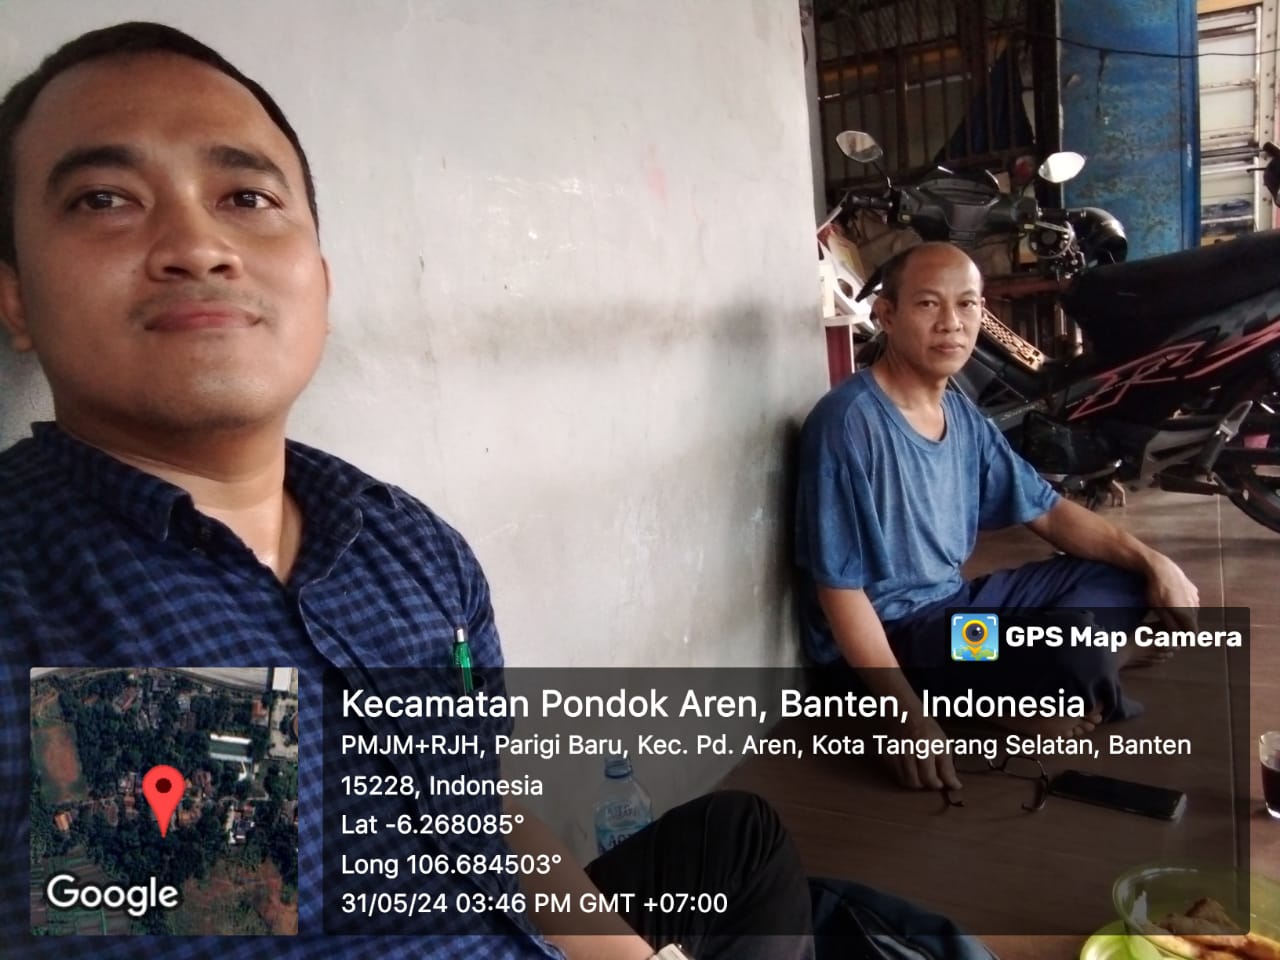 GPS Map Camera
Kecamatan Pondok Aren, Banten, Indonesia
PMJM+RJH, Parigi Baru, Kec. Pd. Aren, Kota Tangerang Selatan, Banten
15228, Indonesia
Lat -6.268085°
Long 106.684503°
31/05/24 03:46 PM GMT +07:00
Google